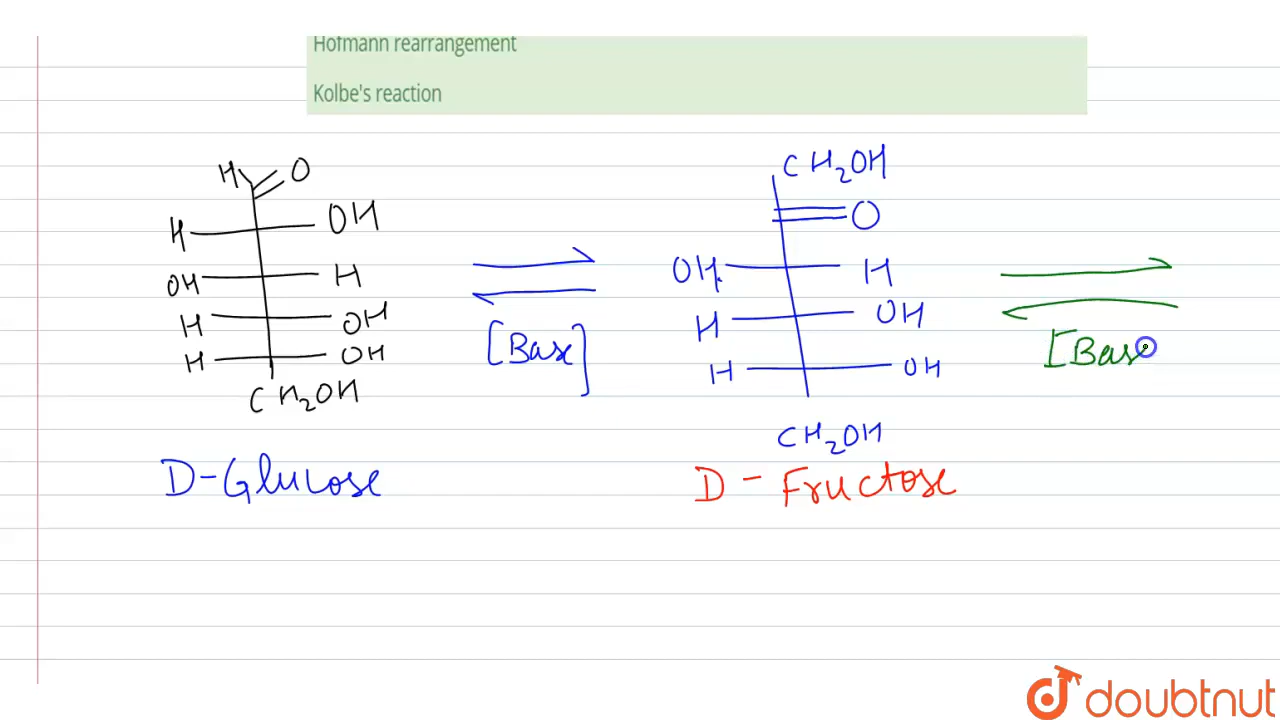 Hofmann rearrangement
Kolbe's reaction
H O
H OH
OH H
H OH
H OH
CH2OH
D-Glucose
[Base]
CH2OH
O
OH H
H OH
H OH
CH2OH
D - Fructose
[Base
doubtnut